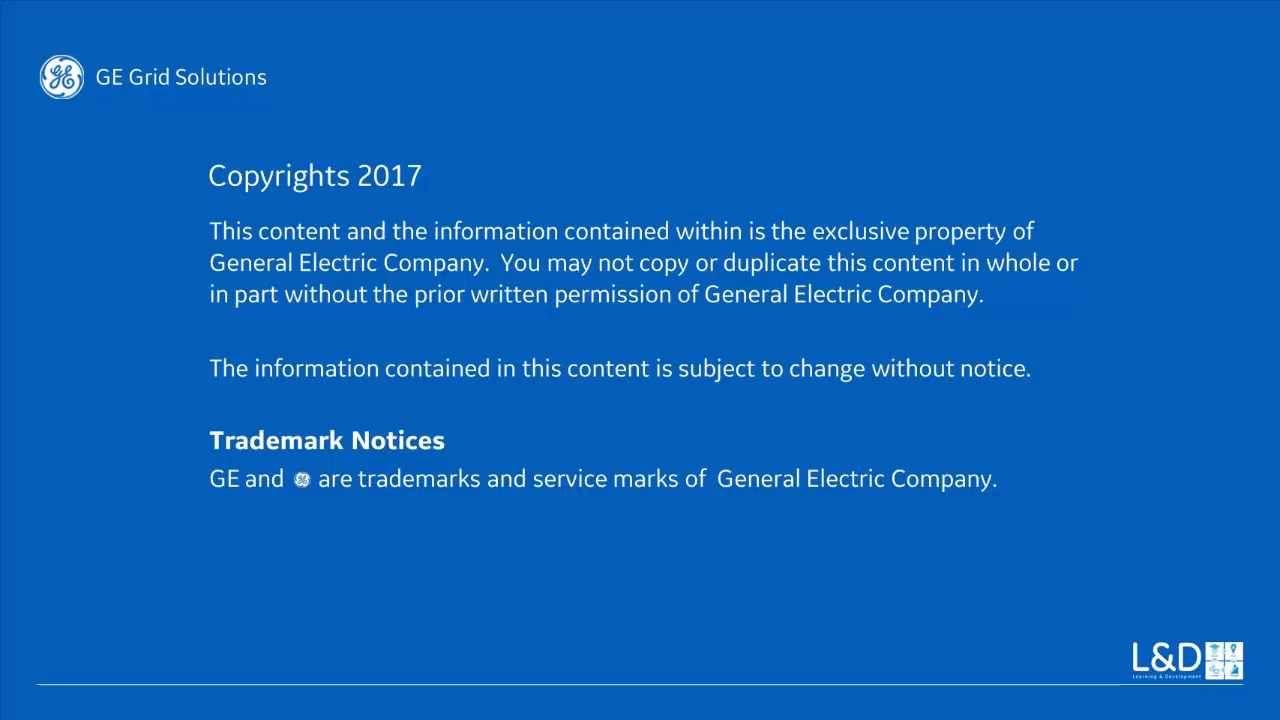 GE Grid Solutions
Copyrights 2017
This content and the information contained within is the exclusive property of
General Electric Company.  You may not copy or duplicate this content in whole or
in part without the prior written permission of General Electric Company.
The information contained in this content is subject to change without notice.
Trademark Notices
GE and GE are trademarks and service marks of  General Electric Company.
L&D
Learning & Development